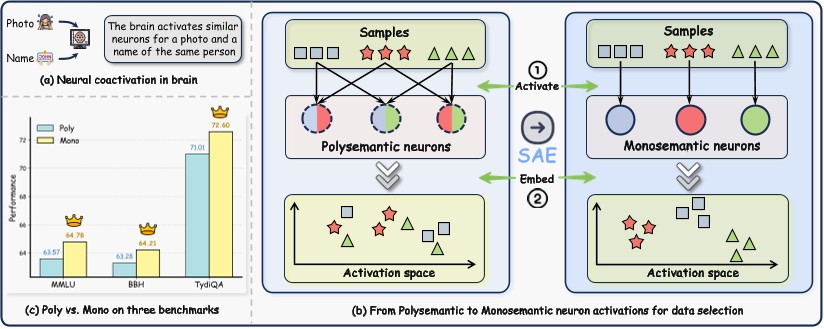 Photo
Name
JOHN
The brain activates similar
neurons for a photo and a
name of the same person
(a) Neural coactivation in brain
Poly
Mono
Performance
72
70
68
66
64
63.57
64.78
63.28
64.21
71.01
72.60
MMLU
BBH
TydiQA
(c) Poly vs. Mono on three benchmarks
Samples
Polysemantic neurons
Activation space
1
Activate
SAE
Embed
2
Samples
Monosemantic neurons
Activation space
(b) From Polysemantic to Monosemantic neuron activations for data selection